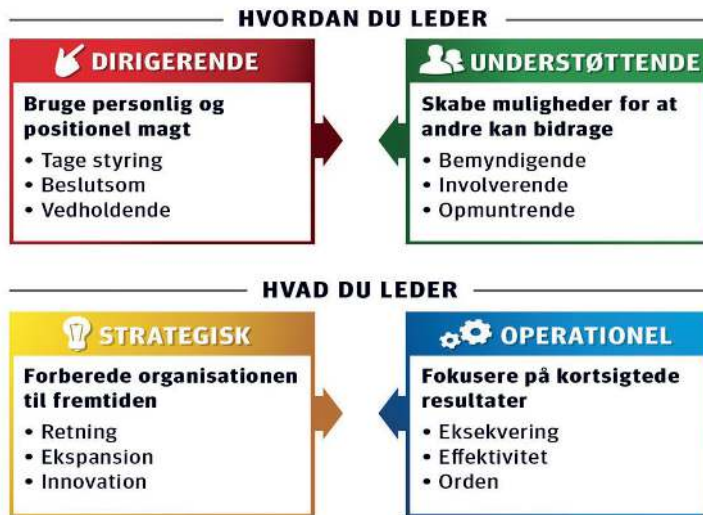 HVORDAN DU LEDER
DIRIGERENDE
Bruge personlig og
positionel magt
• Tage styring
• Beslutsom
• Vedholdende
UNDERSTØTTENDE
Skabe muligheder for at
andre kan bidrage
• Bemyndigende
• Involverende
• Opmuntrende
HVAD DU LEDER
STRATEGISK
Forberede organisationen
til fremtiden
• Retning
• Ekspansion
• Innovation
OPERATIONEL
Fokusere på kortsigtede
resultater
• Eksekvering
• Effektivitet
• Orden